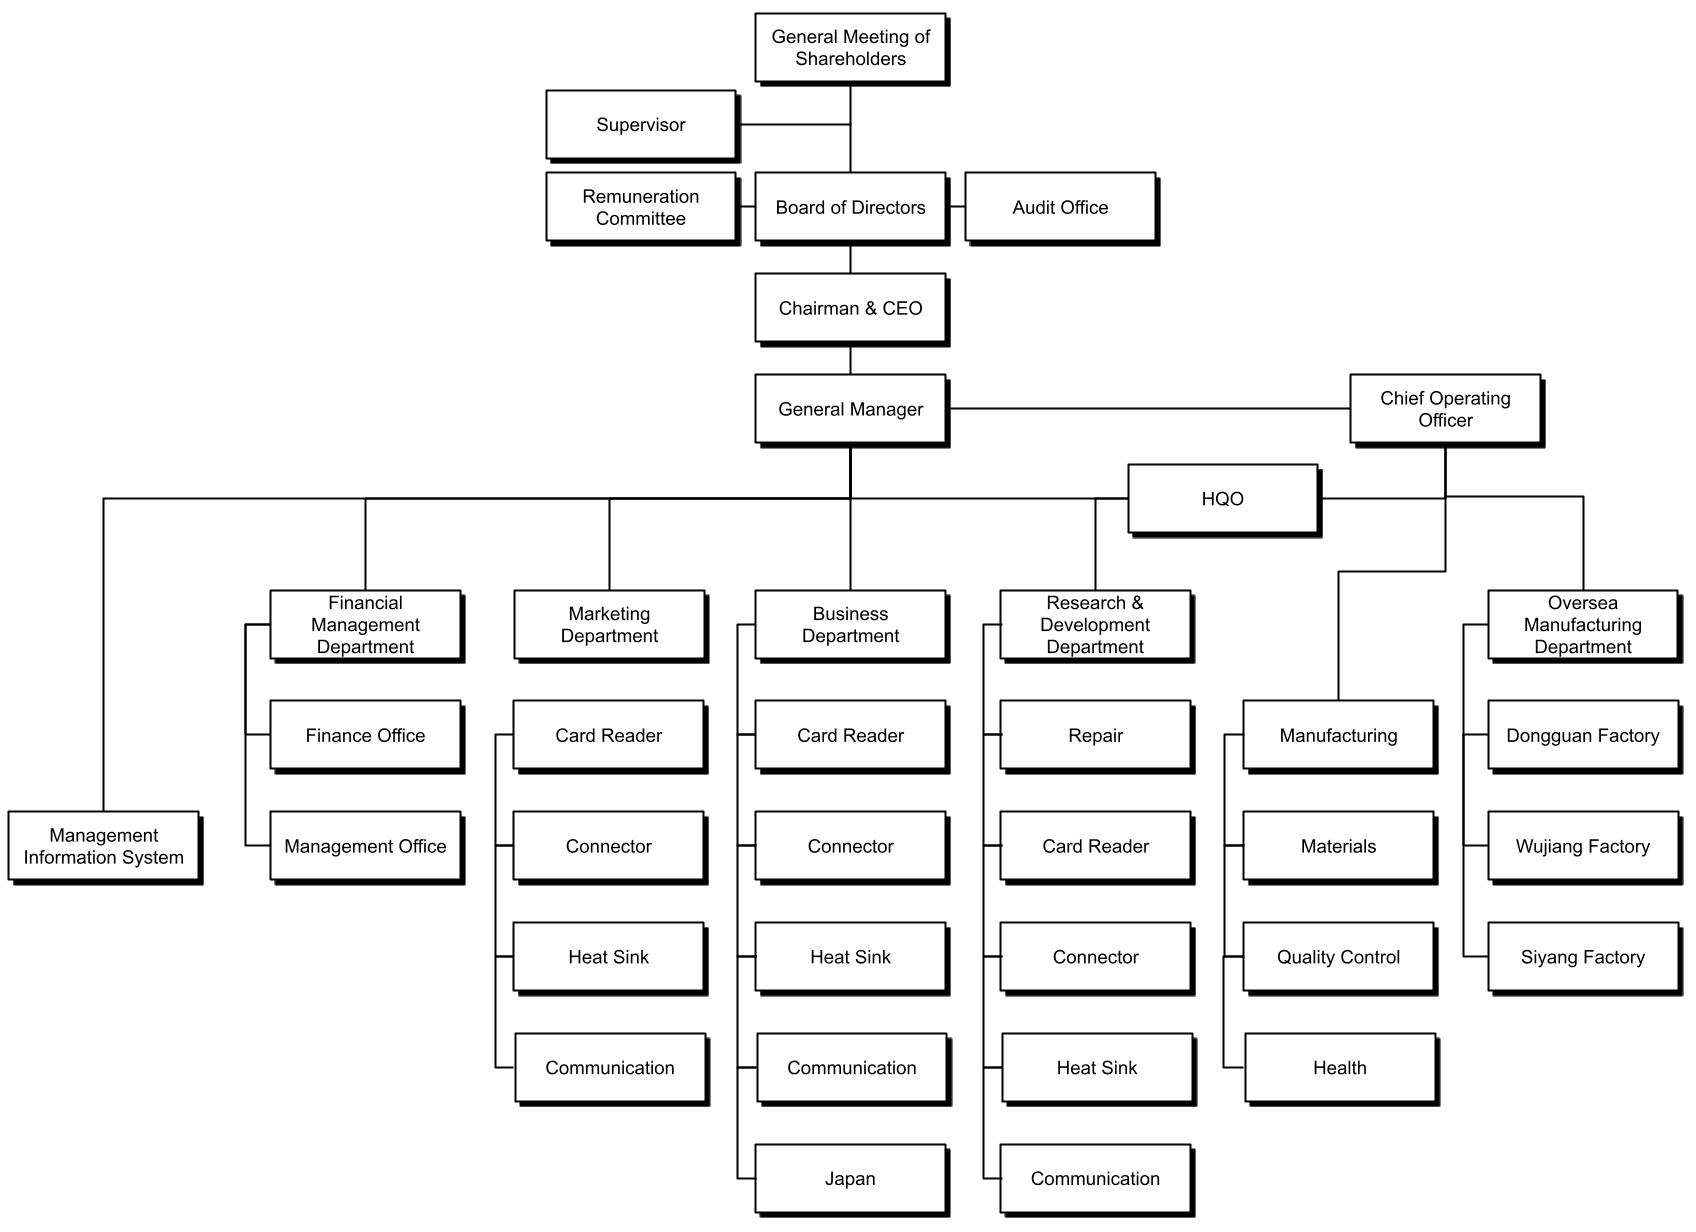 General Meeting of
Shareholders
Supervisor
Remuneration
Committee
Board of Directors
Audit Office
Chairman & CEO
General Manager
Chief Operating
Officer
HQO
Financial
Management
Department
Marketing
Department
Business
Department
Research &
Development
Department
Oversea
Manufacturing
Department
Finance Office
Card Reader
Card Reader
Repair
Manufacturing
Dongguan Factory
Management
Information System
Management Office
Connector
Connector
Card Reader
Materials
Wujiang Factory
Heat Sink
Heat Sink
Connector
Quality Control
Siyang Factory
Communication
Communication
Heat Sink
Health
Japan
Communication